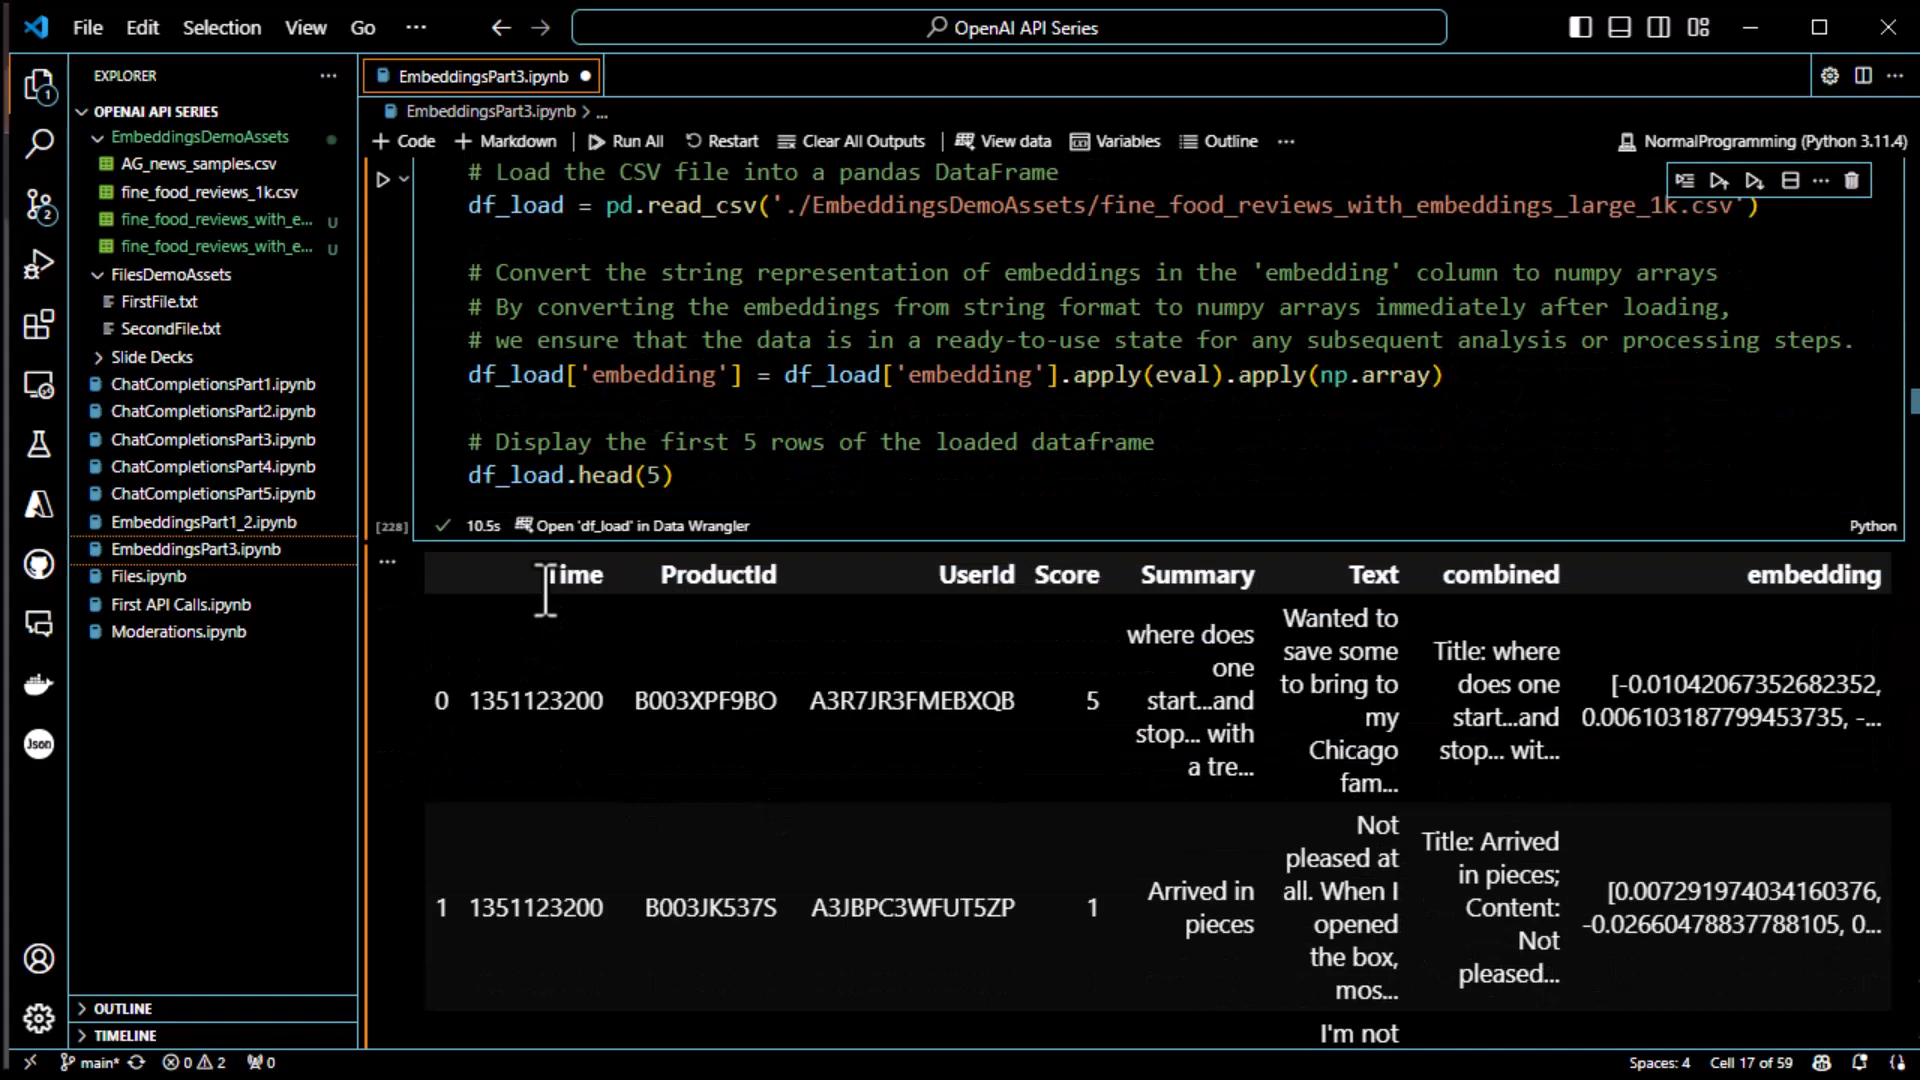 File Edit Selection View Go ··· OpenAI API Series
EXPLORER ···
OPENAI API SERIES
EmbeddingsDemoAssets
AG_news_samples.csv
fine_food_reviews_1k.csv
fine_food_reviews_with_e... U
fine_food_reviews_with_e... U
FilesDemoAssets
FirstFile.txt
SecondFile.txt
Slide Decks
ChatCompletionsPart1.ipynb
ChatCompletionsPart2.ipynb
ChatCompletionsPart3.ipynb
ChatCompletionsPart4.ipynb
ChatCompletionsPart5.ipynb
EmbeddingsPart1_2.ipynb
EmbeddingsPart3.ipynb
Files.ipynb
First API Calls.ipynb
Moderations.ipynb
OUTLINE
TIMELINE
1
2
Json
EmbeddingsPart3.ipynb
EmbeddingsPart3.ipynb > ...
+ Code + Markdown Run All Restart Clear All Outputs View data Variables Outline ··· NormalProgramming (Python 3.11.4)
# Load the CSV file into a pandas DataFrame
df_load = pd.read_csv('./EmbeddingsDemoAssets/fine_food_reviews_with_embeddings_large_1k.csv')
# Convert the string representation of embeddings in the 'embedding' column to numpy arrays
# By converting the embeddings from string format to numpy arrays immediately after loading,
# we ensure that the data is in a ready-to-use state for any subsequent analysis or processing steps.
df_load['embedding'] = df_load['embedding'].apply(eval).apply(np.array)
# Display the first 5 rows of the loaded dataframe
df_load.head(5)
[228] 10.5s Open 'df_load' in Data Wrangler Python
Time ProductId UserId Score Summary Text combined embedding
0 1351123200 B003XPF9BO A3R7JR3FMEBXQB 5
where does
one
start...and
stop... with
a tre...
Wanted to
save some
to bring to
my
Chicago
fam...
Title: where
does one
start...and
stop... wit...
[-0.01042067352682352,
0.006103187799453735, -...
1 1351123200 B003JK537S A3JBPC3WFUT5ZP 1
Arrived in
pieces
Not
pleased at
all. When I
opened
the box,
mos...
Title: Arrived
in pieces;
Content:
Not
pleased...
[0.007291974034160376,
-0.02660478837788105, 0...
I'm not
main* 0 2 0 Spaces: 4 Cell 17 of 59